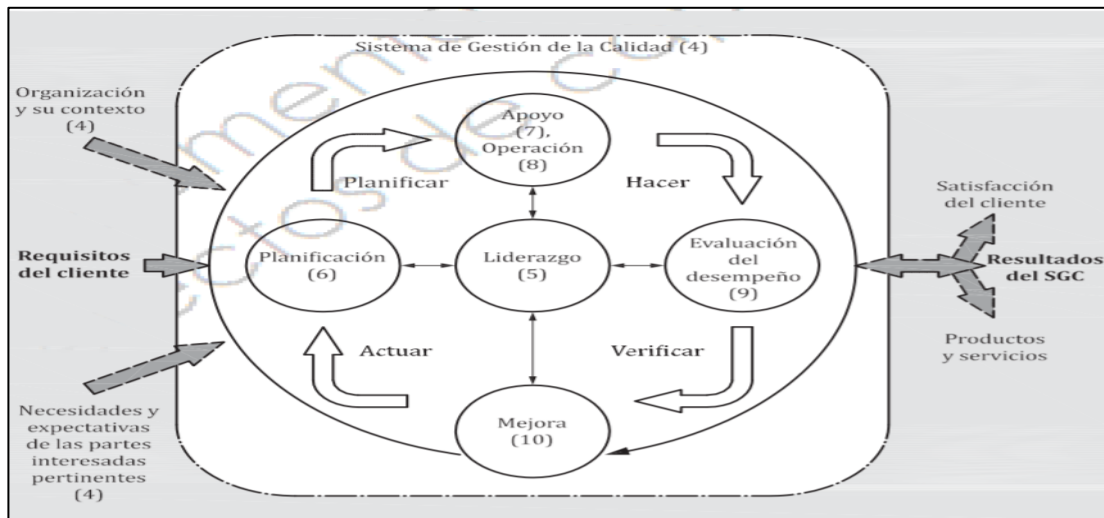 Sistema de Gestión de la Calidad (4)
Organización
y su contexto
(4)
Requisitos
del cliente
Necesidades y
expectativas
de las partes
interesadas
pertinentes
(4)
Apoyo
(7),
Operación
(8)
Planificar
Hacer
Planificación
(6)
Liderazgo
(5)
Evaluación
del
desempeño
(9)
Actuar
Verificar
Mejora
(10)
Satisfacción
del cliente
Resultados
del SGC
Productos
y servicios